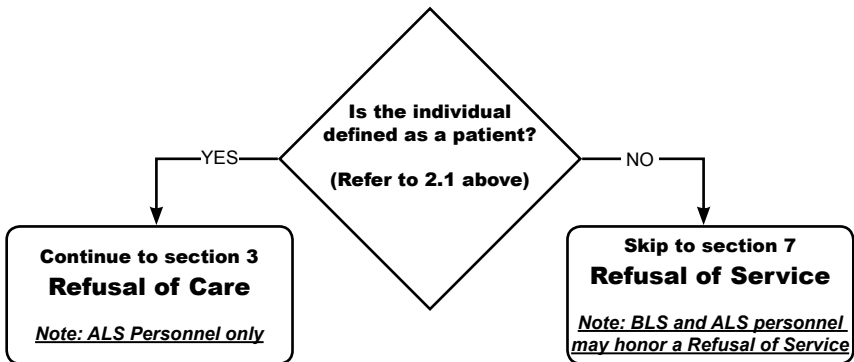 Is the individual
defined as a patient?
(Refer to 2.1 above)
YES
NO
Continue to section 3
Refusal of Care
Note: ALS Personnel only
Skip to section 7
Refusal of Service
Note: BLS and ALS personnel
may honor a Refusal of Service